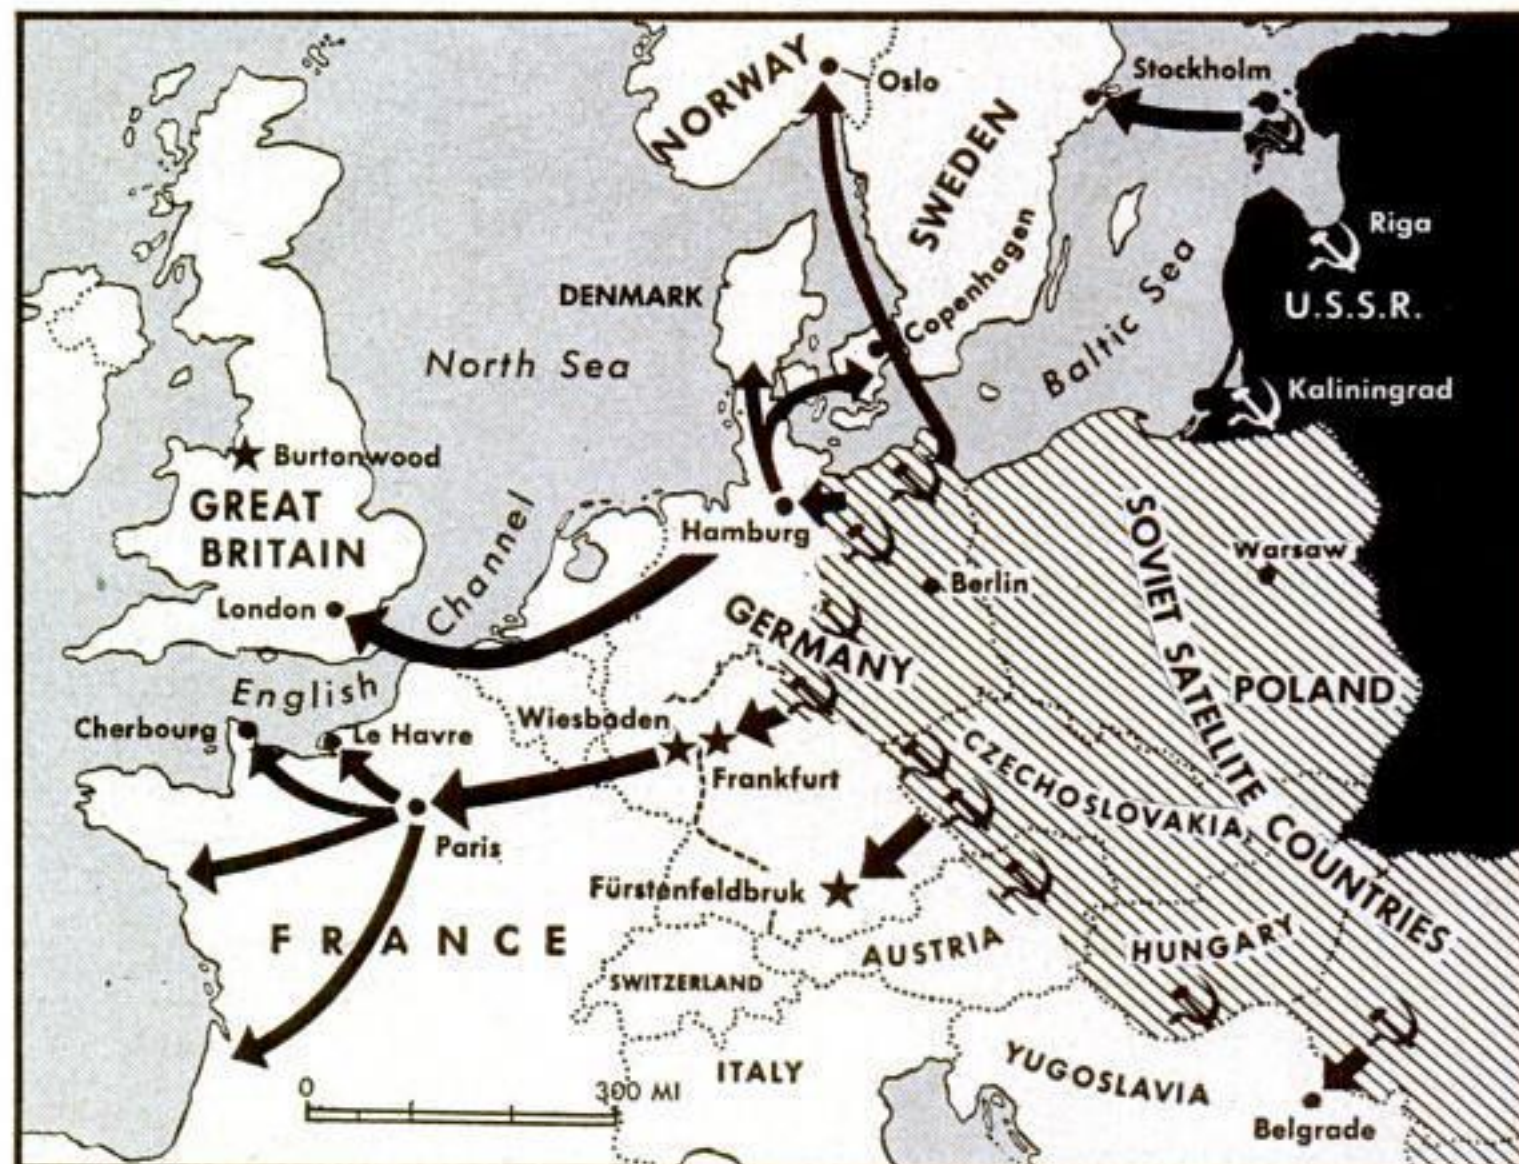 NORWAY
Oslo
Stockholm
SWEDEN
Riga
U.S.S.R.
DENMARK
Copenhagen
Baltic Sea
North Sea
Kaliningrad
Burtonwood
GREAT
BRITAIN
Hamburg
Channel
SOVIET SATELLITE COUNTRIES
Warsaw
Berlin
London
GERMANY
POLAND
English
Wiesbaden
Cherbourg
Le Havre
CZECHOSLOVAKIA
Frankfurt
Paris
Fürstenfeldbruk
FRANCE
AUSTRIA
HUNGARY
SWITZERLAND
ITALY
YUGOSLAVIA
0 300 MI
Belgrade